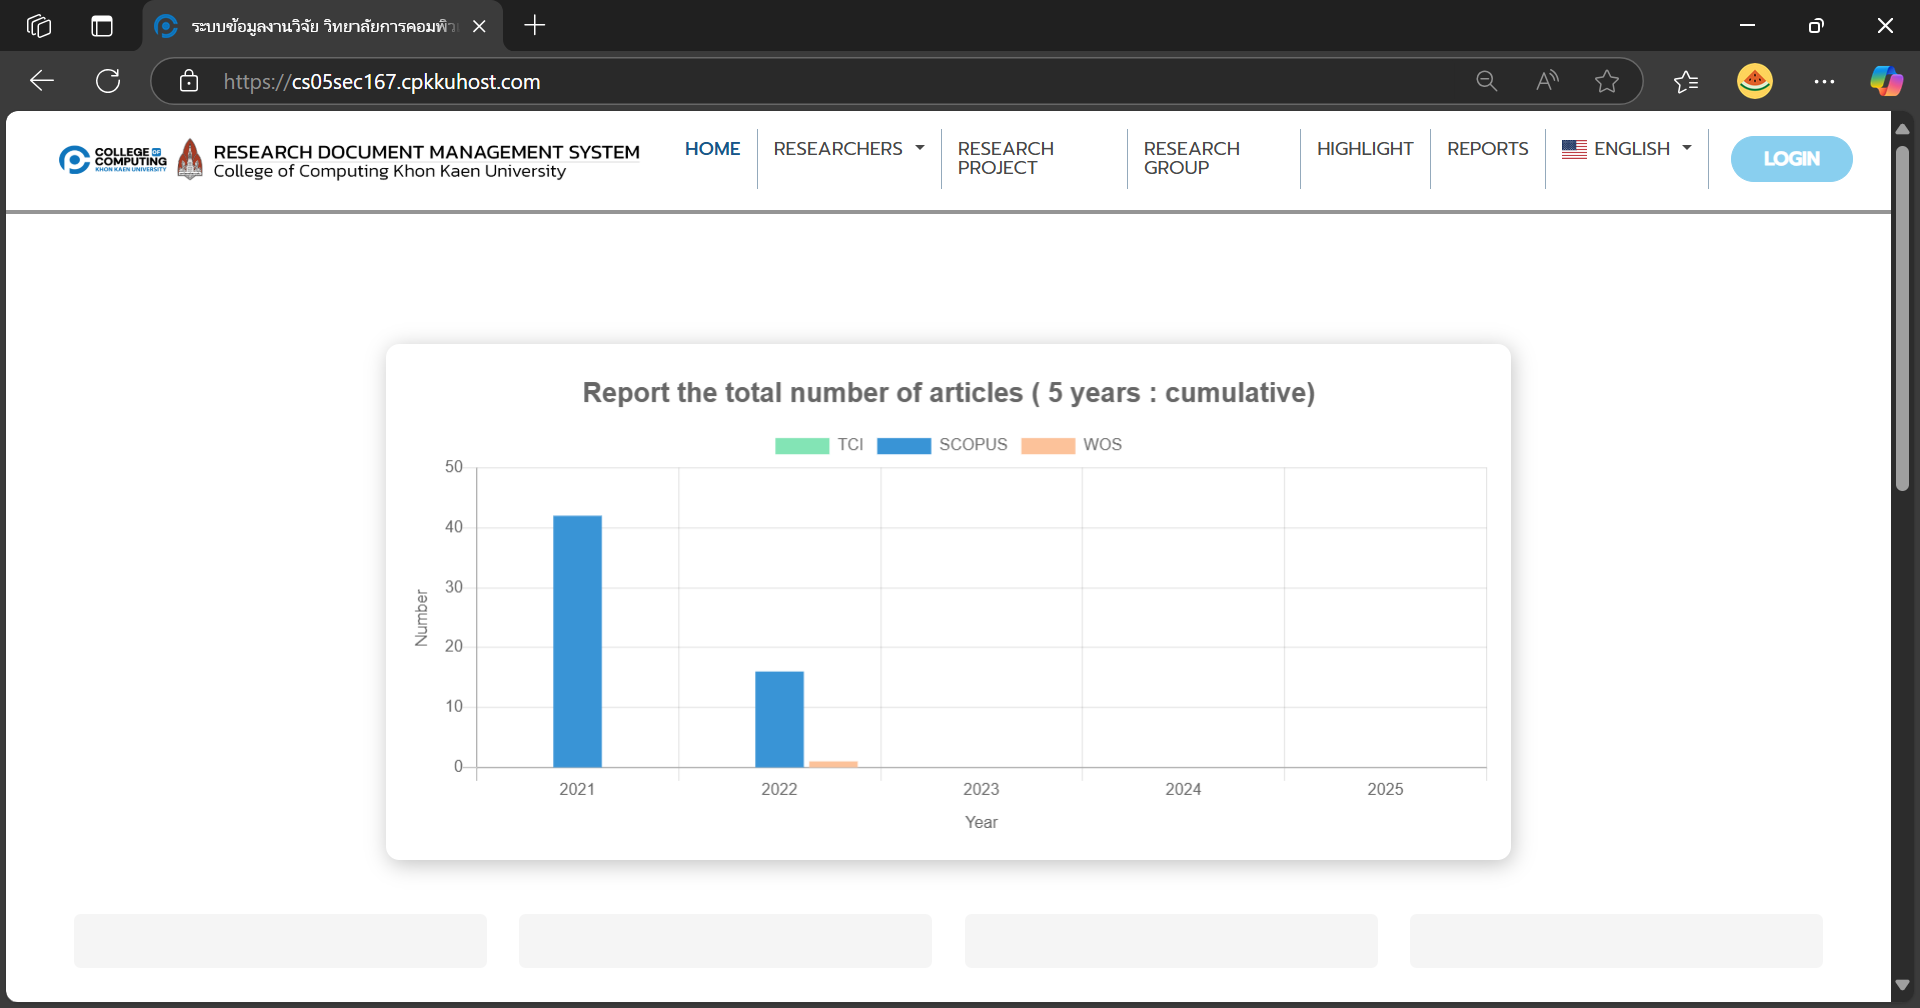 ระบบข้อมูลงานวิจัย วิทยาลัยการคอมพิว
https://cs05sec167.cpkkuhost.com
COLLEGE OF
COMPUTING
KHON KAEN UNIVERSITY
RESEARCH DOCUMENT MANAGEMENT SYSTEM
College of Computing Khon Kaen University
HOME
RESEARCHERS
RESEARCH
PROJECT
RESEARCH
GROUP
HIGHLIGHT
REPORTS
ENGLISH
LOGIN
Report the total number of articles ( 5 years : cumulative)
TCI SCOPUS WOS
50
40
30
20
10
0
Number
2021 2022 2023 2024 2025
Year